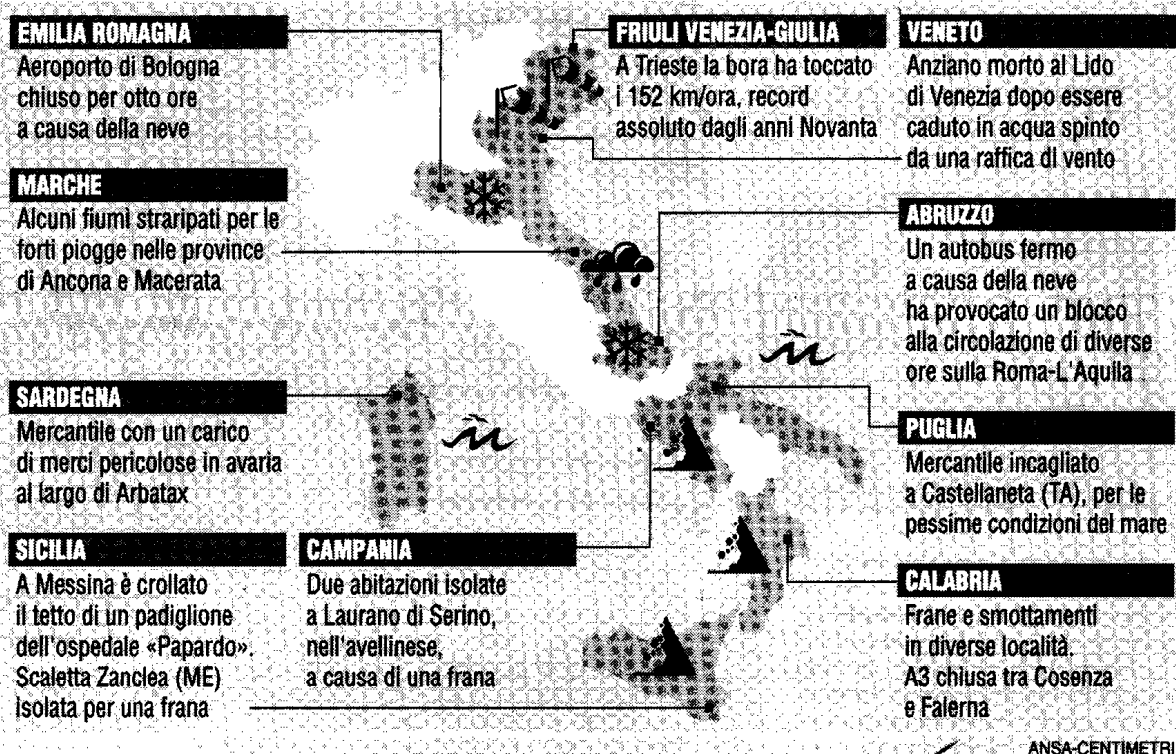 EMILIA ROMAGNA
Aeroporto di Bologna
chiuso per otto ore
a causa della neve
FRIULI VENEZIA-GIULIA
A Trieste la bora ha toccato
i 152 km/ora, record
assoluto dagli anni Novanta
VENETO
Anziano morto al Lido
di Venezia dopo essere
caduto in acqua spinto
da una raffica di vento
MARCHE
Alcuni fiumi straripati per le
forti piogge nelle province
di Ancona e Macerata
ABRUZZO
Un autobus fermo
a causa della neve
ha provocato un blocco
alla circolazione di diverse
ore sulla Roma-L'Aquila
SARDEGNA
Mercantile con un carico
di merci pericolose in avaria
al largo di Arbatax
PUGLIA
Mercantile incagliato
a Castellaneta (TA), per le
pessime condizioni del mare
SICILIA
A Messina è crollato
il tetto di un padiglione
dell'ospedale «Papardo».
Scaletta Zanclea (ME)
isolata per una frana
CAMPANIA
Due abitazioni isolate
a Laurano di Serino,
nell'avellinese,
a causa di una frana
CALABRIA
Frane e smottamenti
in diverse località.
A3 chiusa tra Cosenza
e Falerna
ANSA-CENTIMETRI